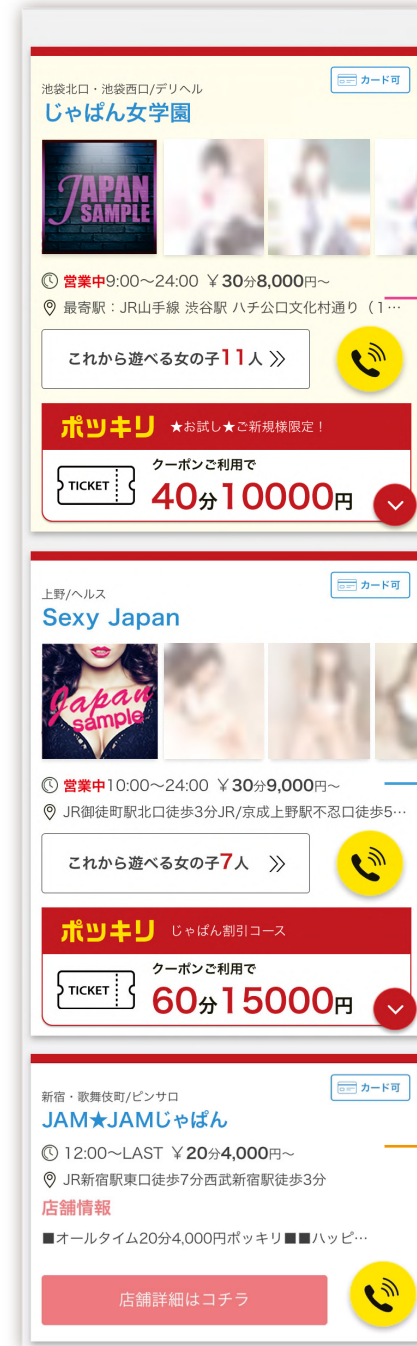 カード可
池袋北口・池袋西口/デリヘル
じゃぱん女学園
JAPAN
SAMPLE
営業中9:00〜24:00 ￥30分8,000円〜
最寄駅：JR山手線 渋谷駅 ハチ公口文化村通り（1…
これから遊べる女の子11人
ポッキリ ★お試し★ご新規様限定！
クーポンご利用で
TICKET
40分10000円
カード可
上野/ヘルス
Sexy Japan
Japan
sample
営業中10:00〜24:00 ￥30分9,000円〜
JR御徒町駅北口徒歩3分JR/京成上野駅不忍口徒歩5…
これから遊べる女の子7人
ポッキリ じゃぱん割引コース
クーポンご利用で
TICKET
60分15000円
カード可
新宿・歌舞伎町/ピンサロ
JAM★JAMじゃぱん
12:00〜LAST ￥20分4,000円〜
JR新宿駅東口徒歩7分西武新宿駅徒歩3分
店舗情報
■オールタイム20分4,000円ポッキリ■■ハッピ…
店舗詳細はコチラ